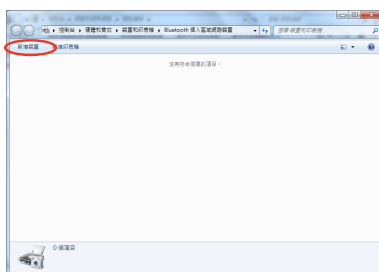 控制台 ▸ 硬體和音效 ▸ 裝置和印表機 ▸ Bluetooth 個人區域網路裝置
搜尋 裝置和印表機
新增裝置
新增印表機
沒有符合搜尋的項目。
0 個項目